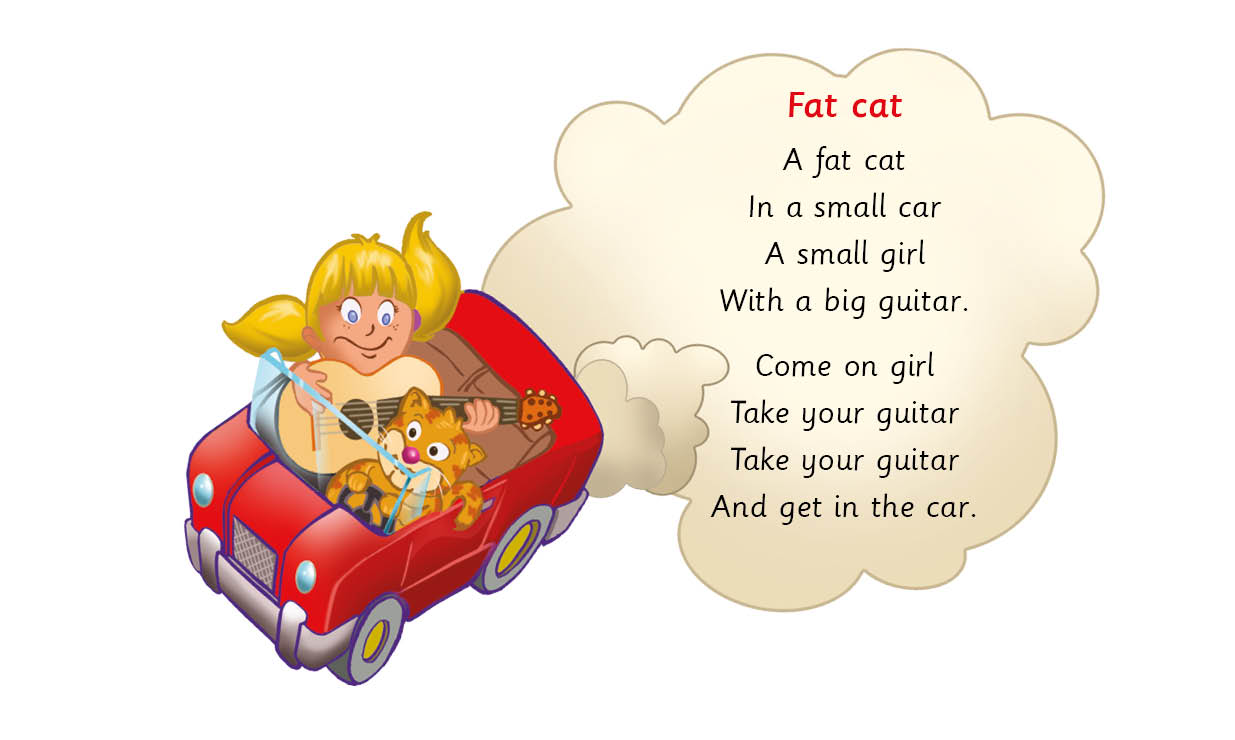 Fat cat
A fat cat
In a small car
A small girl
With a big guitar.
Come on girl
Take your guitar
Take your guitar
And get in the car.